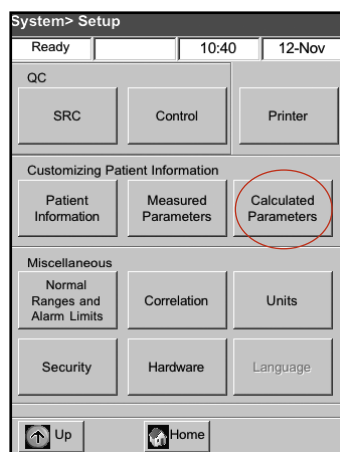 System> Setup
Ready 10:40 12-Nov
QC
SRC Control Printer
Customizing Patient Information
Patient Information
Measured Parameters
Calculated Parameters
Miscellaneous
Normal Ranges and Alarm Limits
Correlation
Units
Security Hardware Language
Up Home